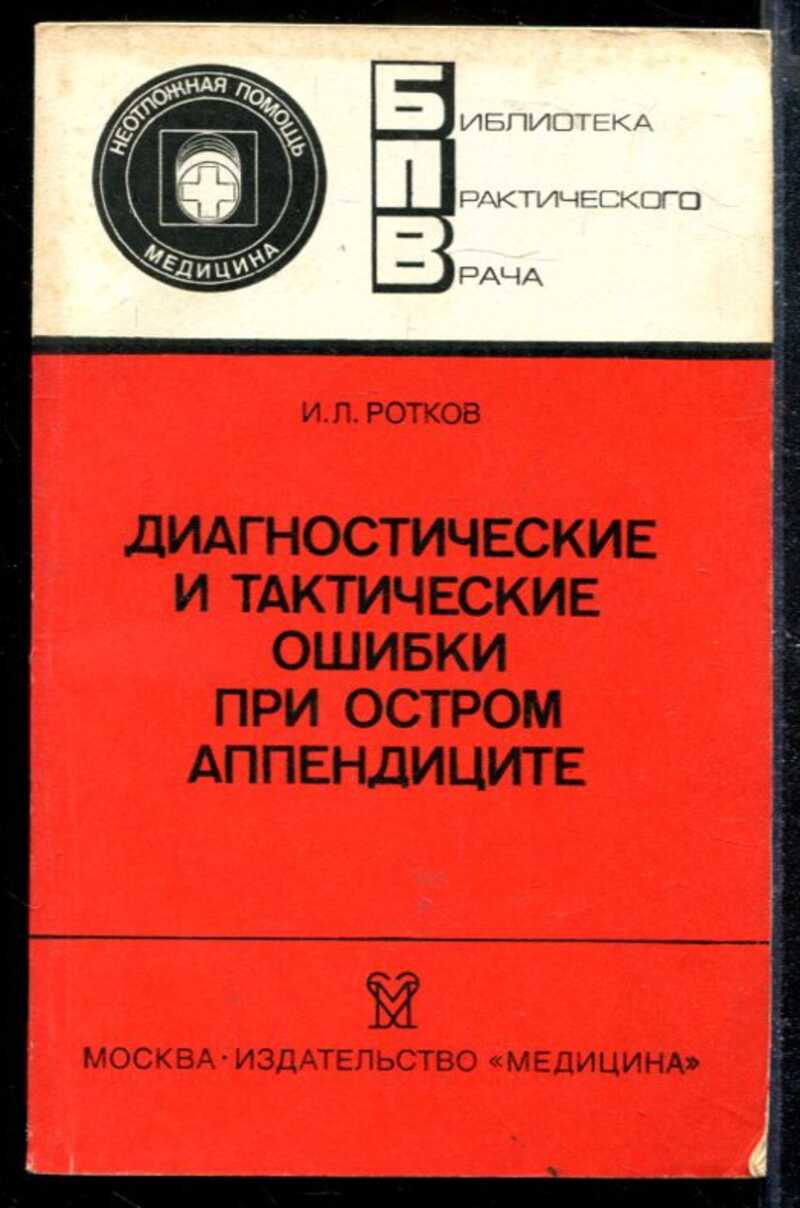 НЕОТЛОЖНАЯ ПОМОЩЬ
МЕДИЦИНА
БИБЛИОТЕКА
ПРАКТИЧЕСКОГО
ВРАЧА
И.Л. РОТКОВ
ДИАГНОСТИЧЕСКИЕ
И ТАКТИЧЕСКИЕ
ОШИБКИ
ПРИ ОСТРОМ
АППЕНДИЦИТЕ
МОСКВА · ИЗДАТЕЛЬСТВО «МЕДИЦИНА»